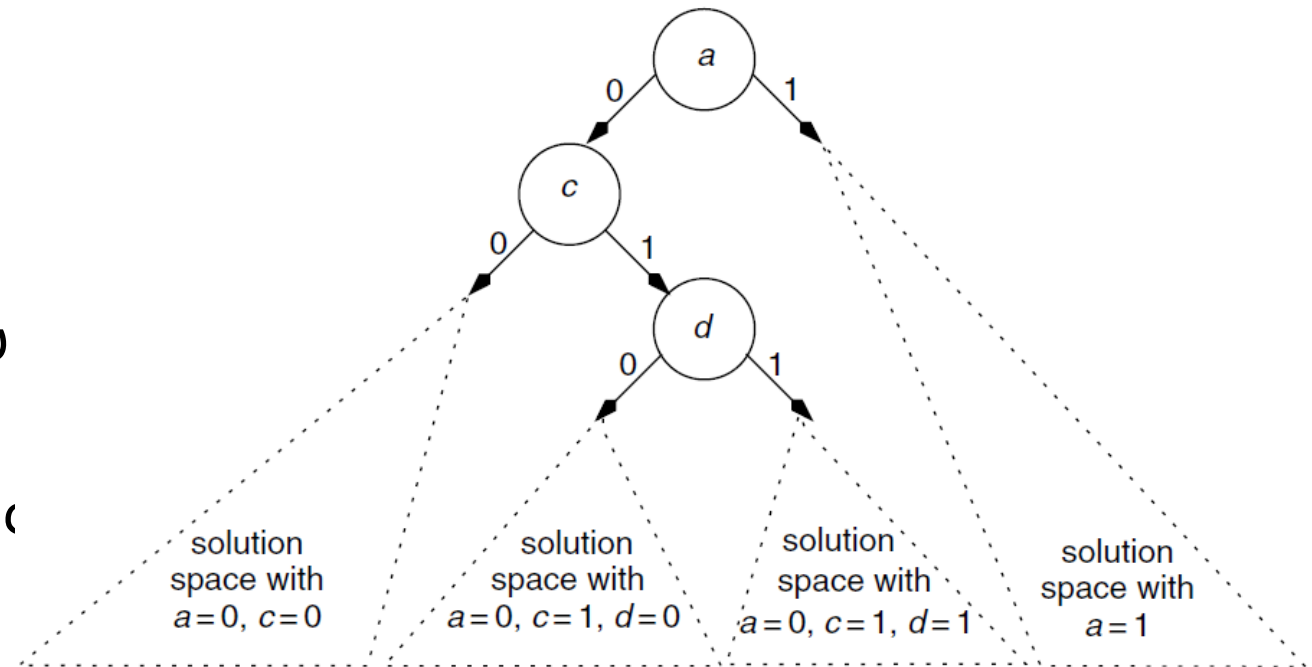 a
0 1
c
0 1
d
0 1
solution
space with
a=0, c=0
solution
space with
a=0, c=1, d=0
solution
space with
a=0, c=1, d=1
solution
space with
a=1